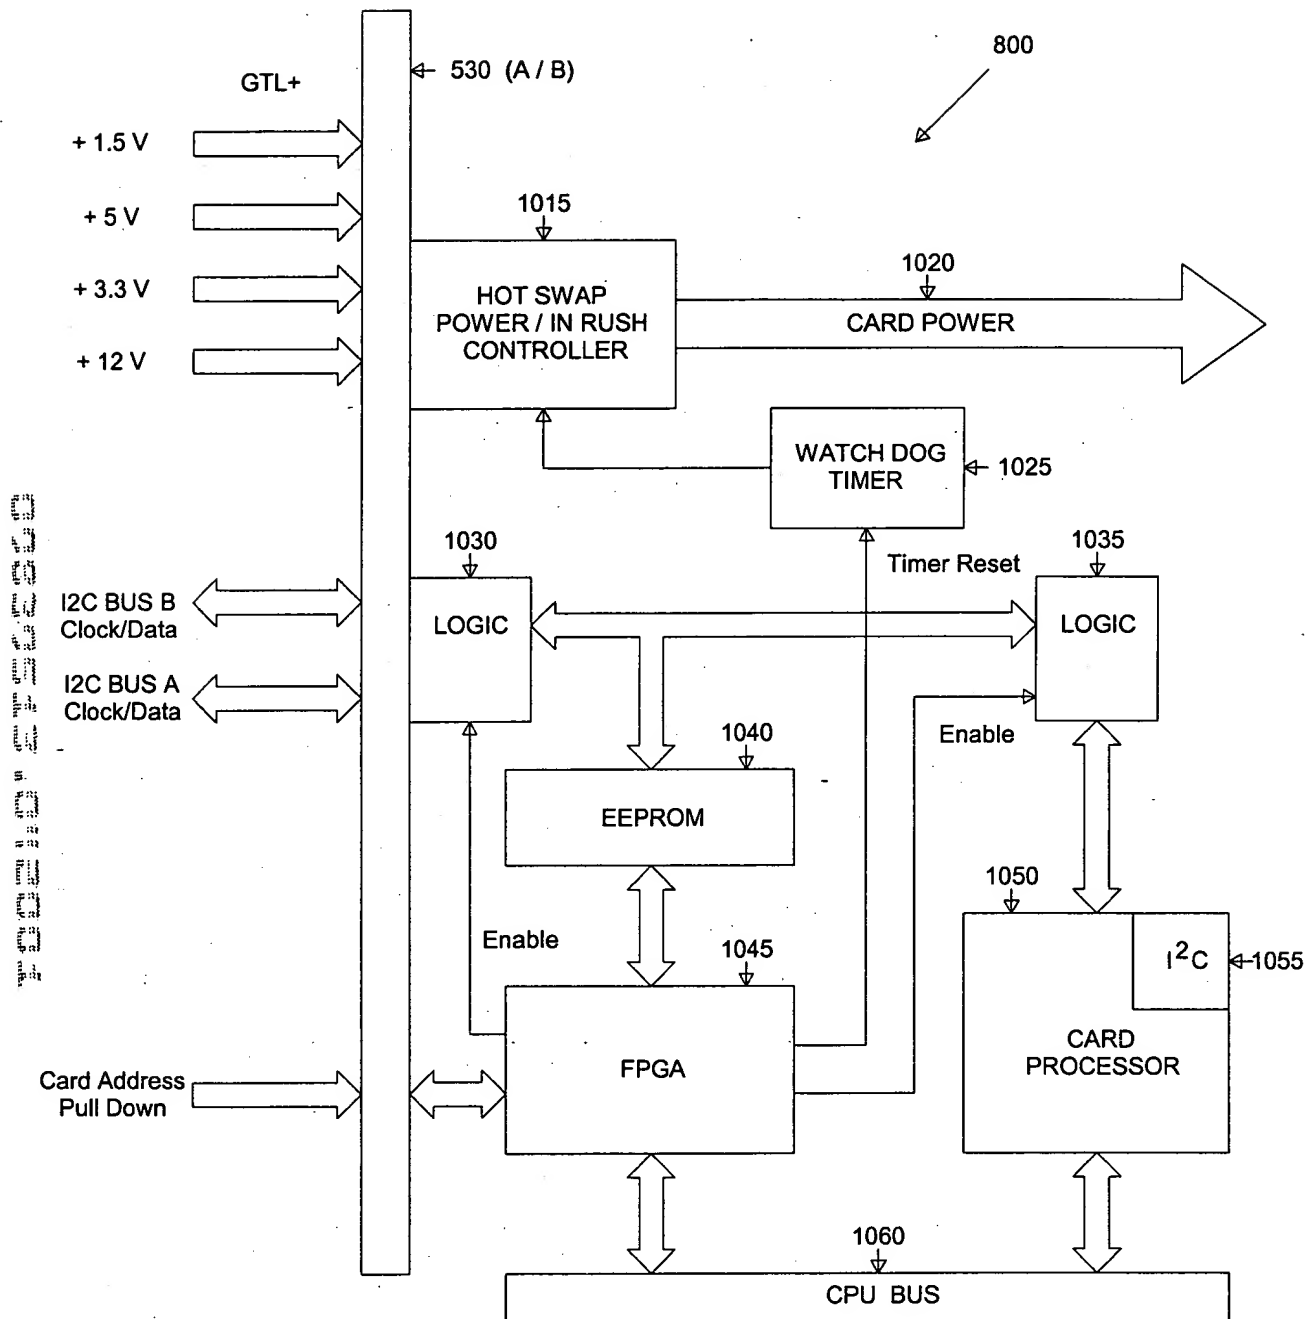 800
530 (A / B)
GTL+
+ 1.5 V
+ 5 V
+ 3.3 V
+ 12 V
1015
HOT SWAP
POWER / IN RUSH
CONTROLLER
1020
CARD POWER
WATCH DOG
TIMER
1025
Timer Reset
1030
LOGIC
1035
LOGIC
I2C BUS B
Clock/Data
I2C BUS A
Clock/Data
Enable
1040
EEPROM
Enable
1045
FPGA
1050
I²C
1055
CARD
PROCESSOR
Card Address
Pull Down
1060
CPU BUS